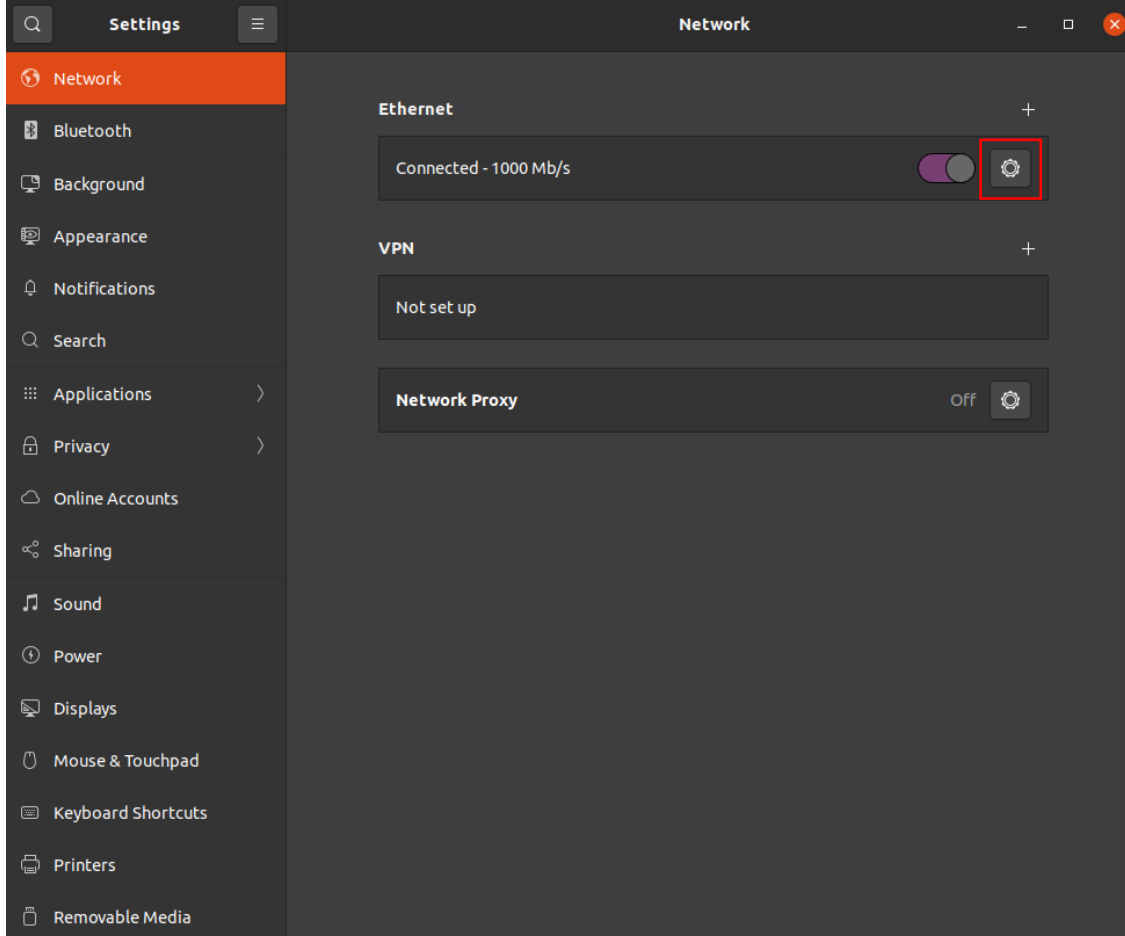 Settings
Network
Network
Bluetooth
Background
Appearance
Notifications
Search
Applications
Privacy
Online Accounts
Sharing
Sound
Power
Displays
Mouse & Touchpad
Keyboard Shortcuts
Printers
Removable Media
Ethernet
Connected - 1000 Mb/s
VPN
Not set up
Network Proxy Off